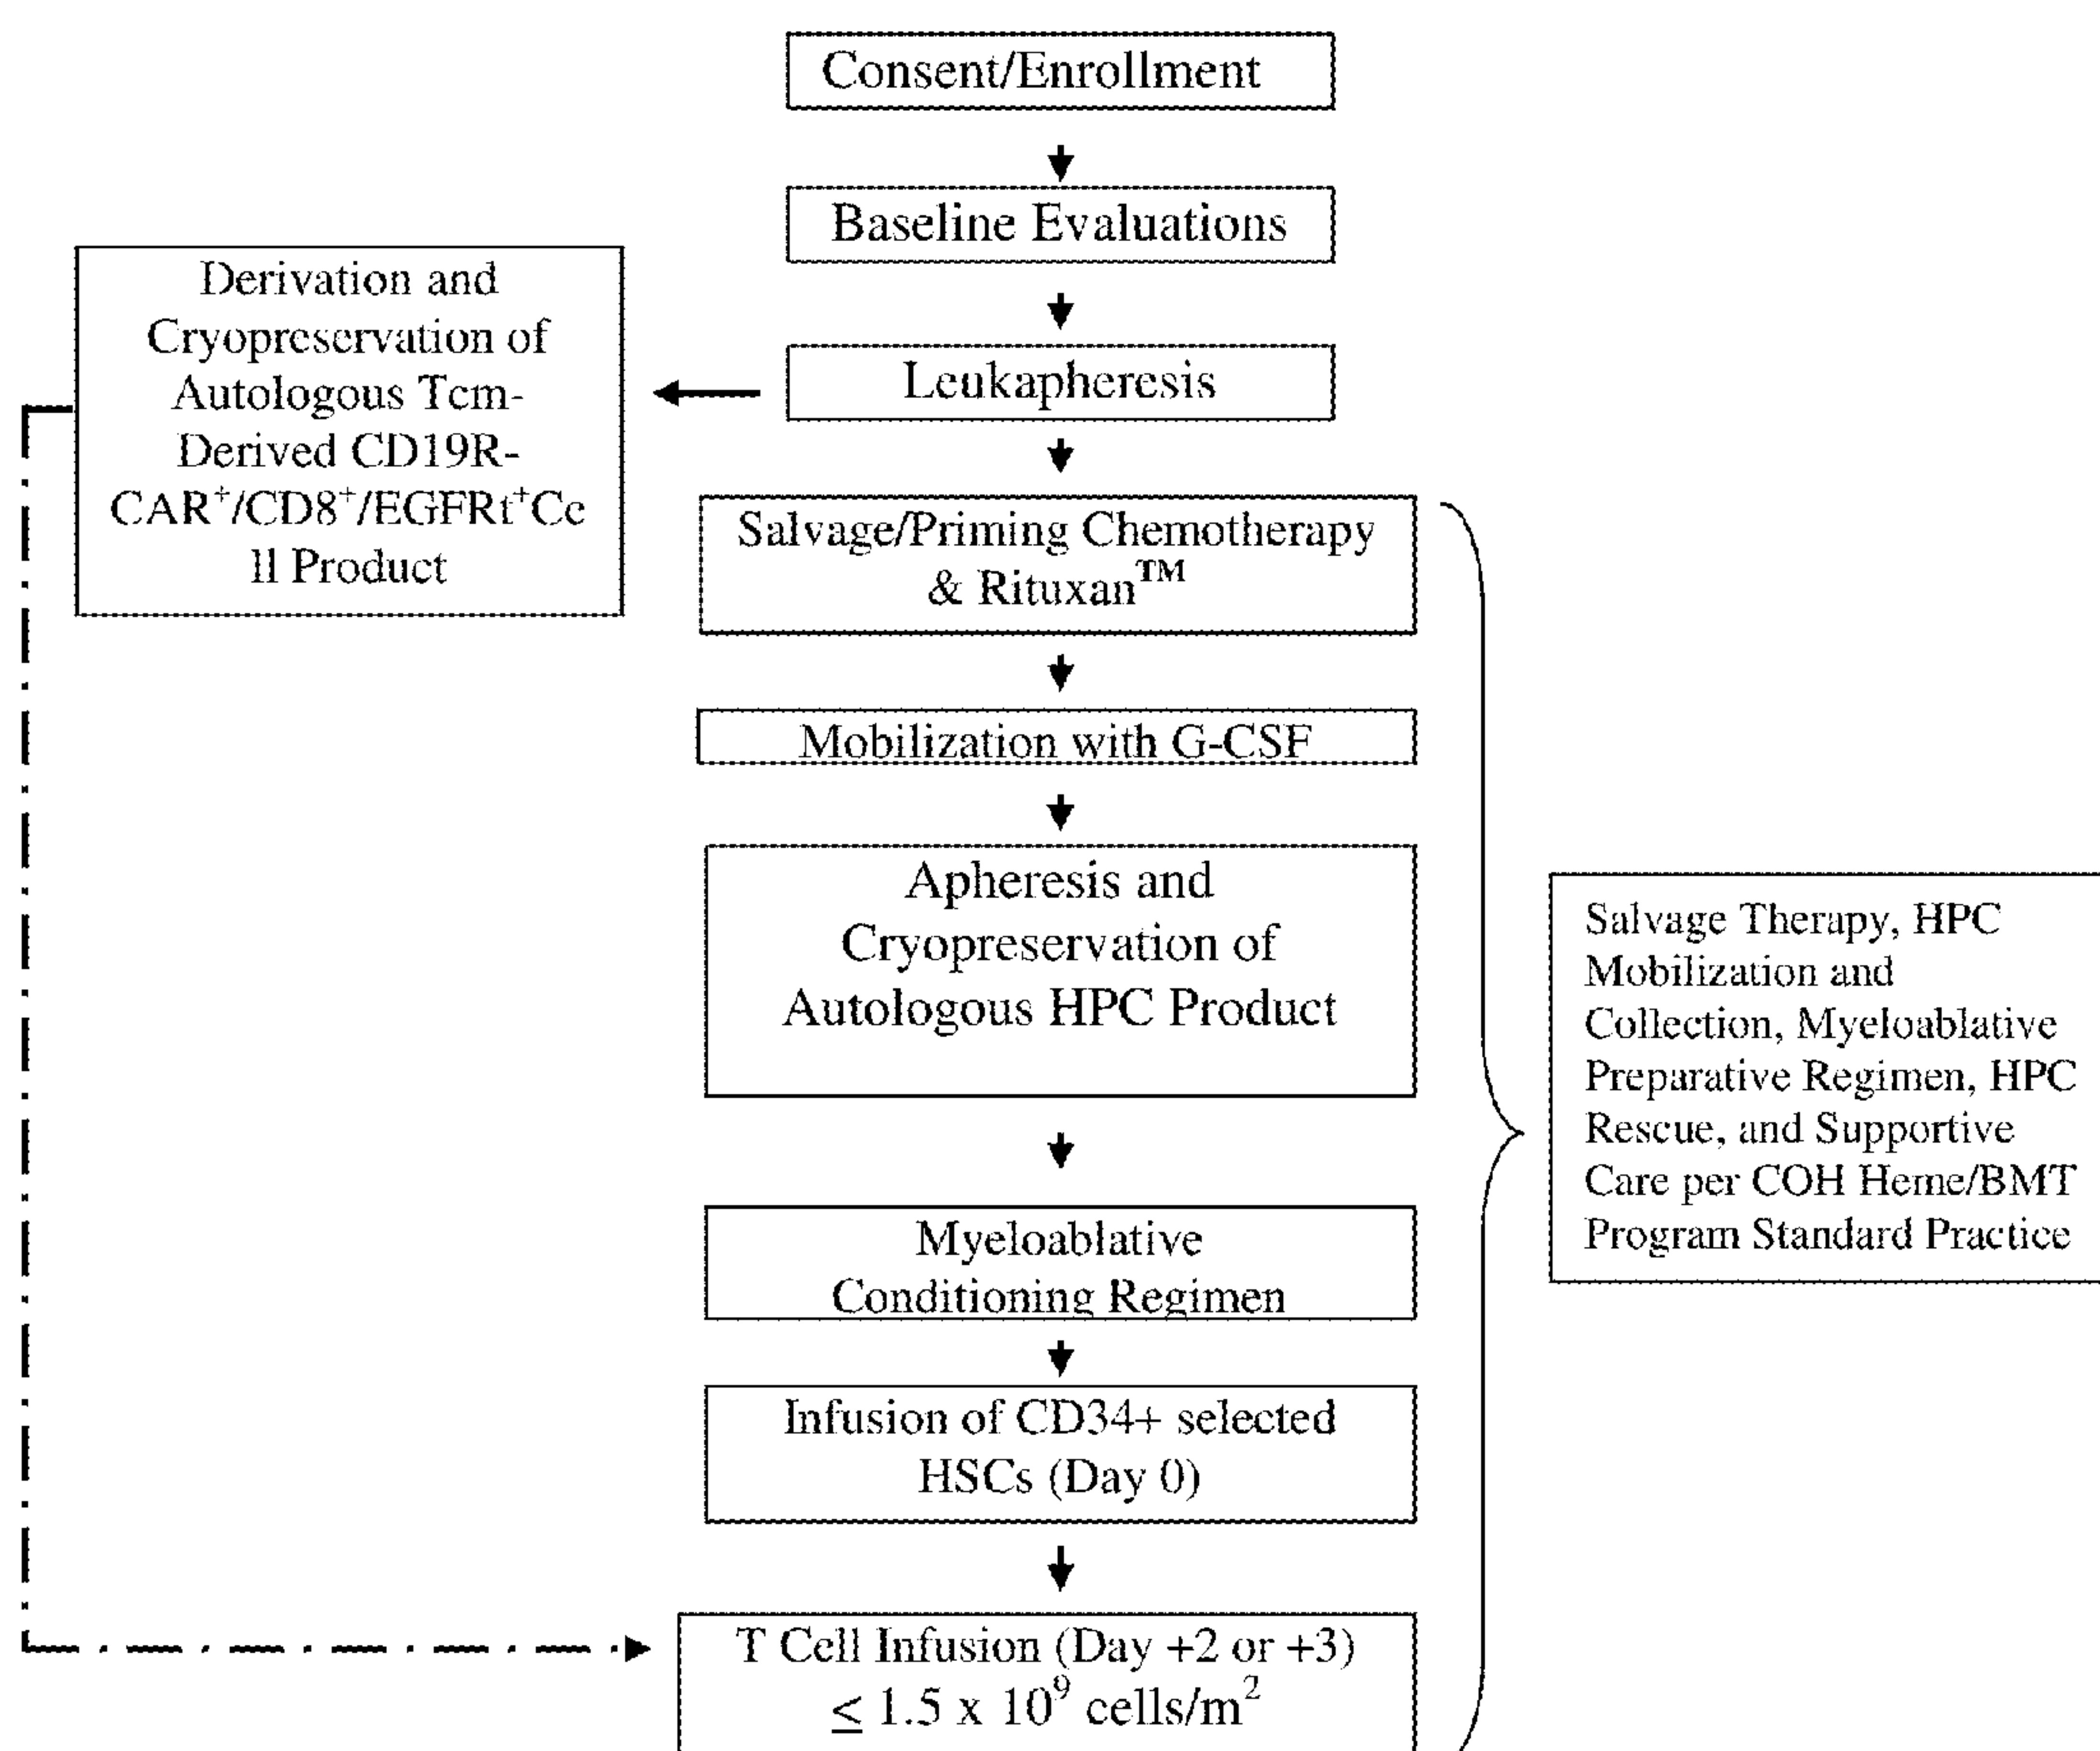 Consent/Enrollment
Baseline Evaluations
Leukapheresis
Derivation and
Cryopreservation of
Autologous Tcm-
Derived CD19R-
CAR⁺/CD8⁺/EGFRt⁺Ce
ll Product
Salvage/Priming Chemotherapy
& Rituxan™
Mobilization with G-CSF
Apheresis and
Cryopreservation of
Autologous HPC Product
Myeloablative
Conditioning Regimen
Infusion of CD34+ selected
HSCs (Day 0)
T Cell Infusion (Day +2 or +3)
≤ 1.5 x 10⁹ cells/m²
Salvage Therapy, HPC
Mobilization and
Collection, Myeloablative
Preparative Regimen, HPC
Rescue, and Supportive
Care per COH Heme/BMT
Program Standard Practice